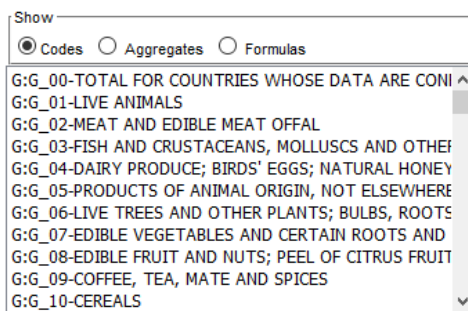 Show
Codes Aggregates Formulas
G:G_00-TOTAL FOR COUNTRIES WHOSE DATA ARE
G:G_01-LIVE ANIMALS
G:G_02-MEAT AND EDIBLE MEAT OFFAL
G:G_03-FISH AND CRUSTACEANS, MOLLUSCS AND OTHER
G:G_04-DAIRY PRODUCE; BIRDS' EGGS; NATURAL HONEY
G:G_05-PRODUCTS OF ANIMAL ORIGIN, NOT ELSEWHERE
G:G_06-LIVE TREES AND OTHER PLANTS; BULBS, ROOTS
G:G_07-EDIBLE VEGETABLES AND CERTAIN ROOTS AND
G:G_08-EDIBLE FRUIT AND NUTS; PEEL OF CITRUS FRUIT
G:G_09-COFFEE, TEA, MATE AND SPICES
G:G_10-CEREALS